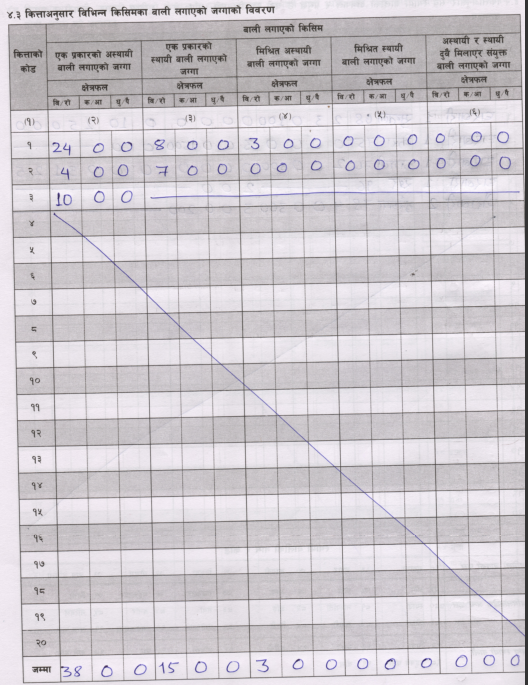 ४.३ कित्ताअनुसार विभिन्न किसिमका बाली लगाएको जग्गाको विवरण
बाली लगाएको किसिम
कित्ताको कोड
एक प्रकारको अस्थायी बाली लगाएको जग्गा
एक प्रकारको स्थायी बाली लगाएको जग्गा
मिश्रित अस्थायी बाली लगाएको जग्गा
मिश्रित स्थायी बाली लगाएको जग्गा
अस्थायी र स्थायी दुवै मिलाएर संयुक्त बाली लगाएको जग्गा
क्षेत्रफल क्षेत्रफल क्षेत्रफल क्षेत्रफल क्षेत्रफल
बि/रो क/आ धु/पै बि/रो क/आ धु/पै बि/रो क/आ धु/पै बि/रो क/आ धु/पै बि/रो क/आ धु/पै
(१) (२) (३) (४) (५) (६)
१ 24 0 0 8 0 0 3 0 0 0 0 0 0 0 0
२ 4 0 0 7 0 0 0 0 0 0 0 0 0 0 0
३ 10 0 0
४
५
६
७
८
९
१०
११
१२
१३
१४
१५
१६
१७
१८
१९
२०
जम्मा 38 0 0 15 0 0 3 0 0 0 0 0 0 0 0